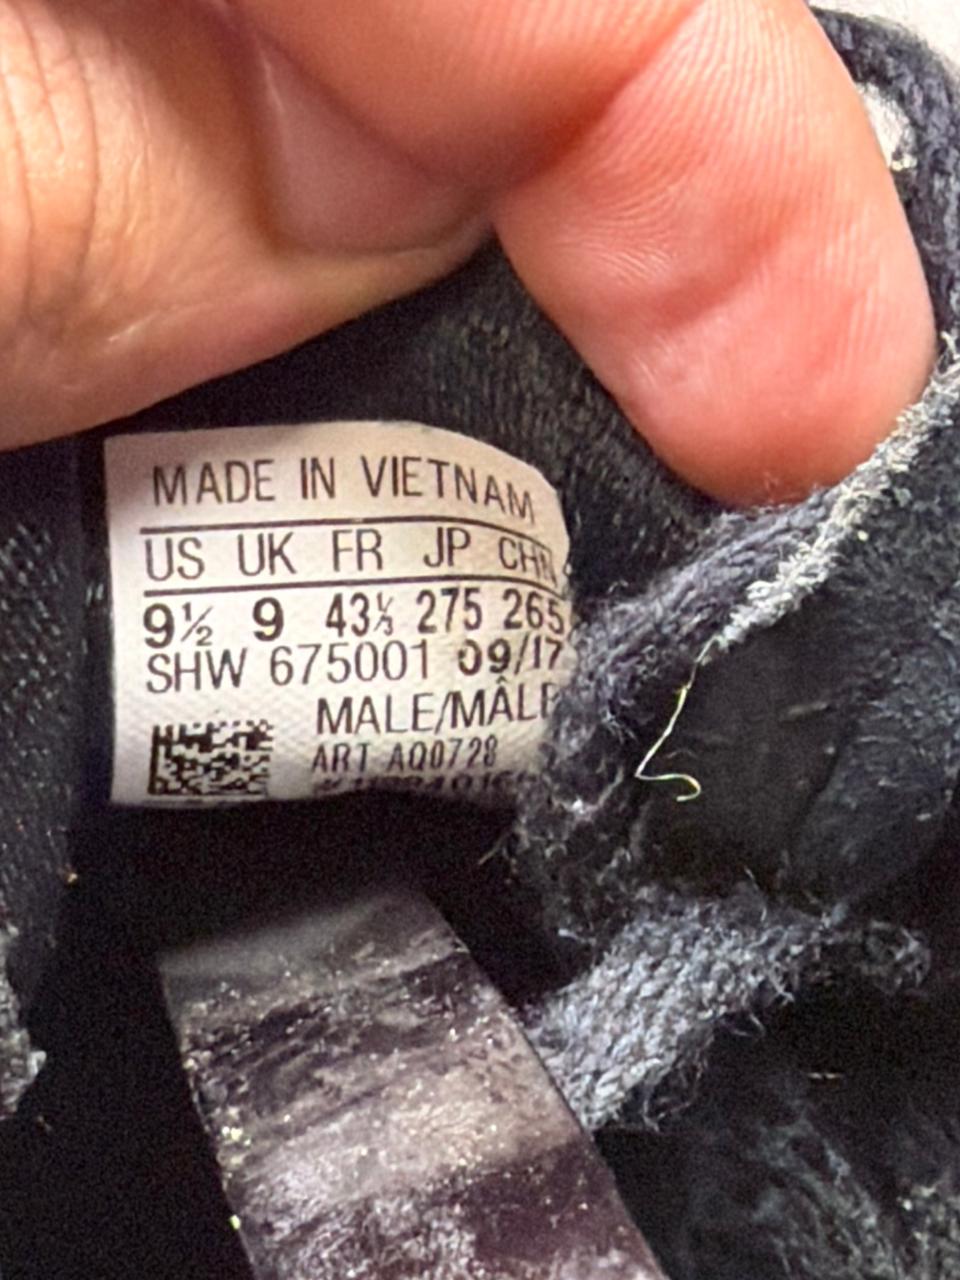 MADE IN VIETNAM
US UK FR JP CHN
9½ 9 43⅓ 275 265
SHW 675001 09/17
MALE/MÂLE
ART AQ0728